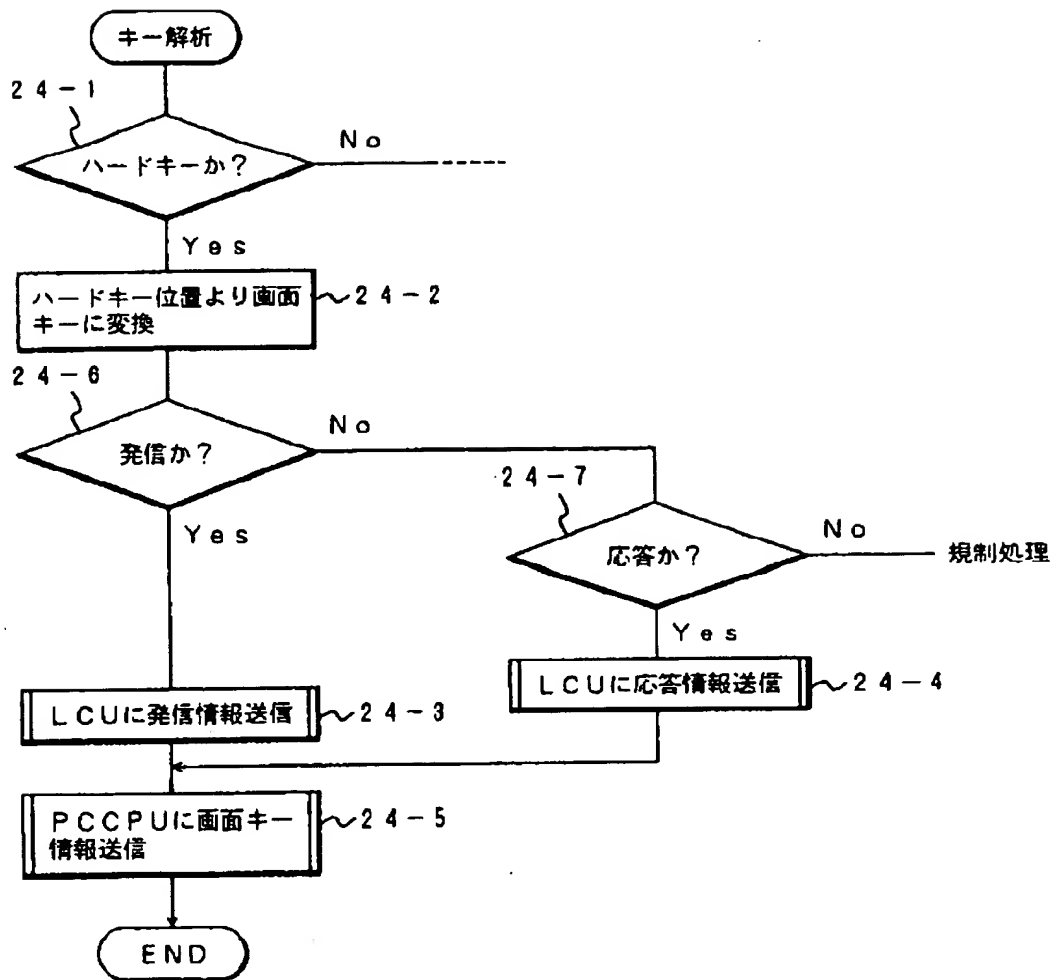 キー解析
24-1
ハードキーか?
No
Yes
ハードキー位置より画面
キーに変換
24-2
24-6
発信か?
No
Yes
24-7
応答か?
No
規制処理
Yes
LCUに応答情報送信
24-4
LCUに発信情報送信
24-3
PCCPUに画面キー
情報送信
24-5
END